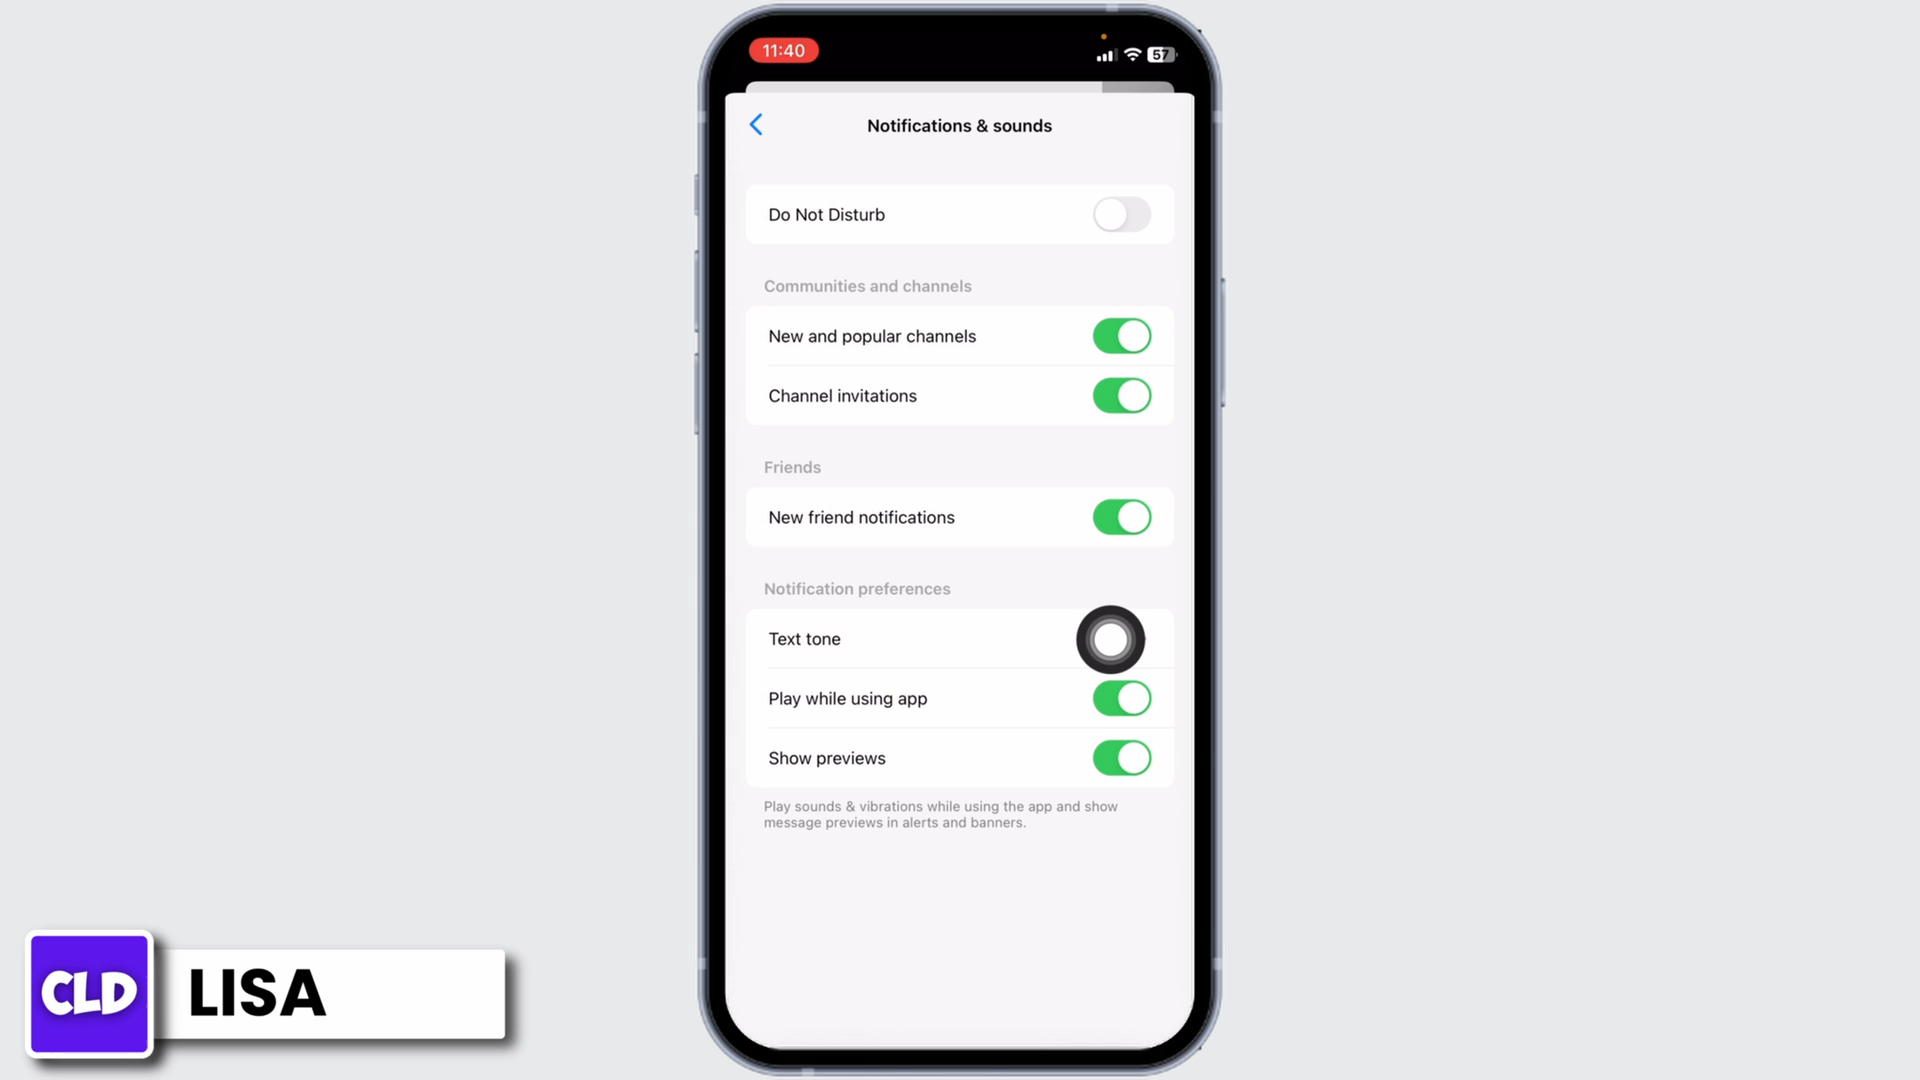 11:40
57
Notifications & sounds
Do Not Disturb
Communities and channels
New and popular channels
Channel invitations
Friends
New friend notifications
Notification preferences
Text tone
Play while using app
Show previews
Play sounds & vibrations while using the app and show
message previews in alerts and banners.
CLD
LISA